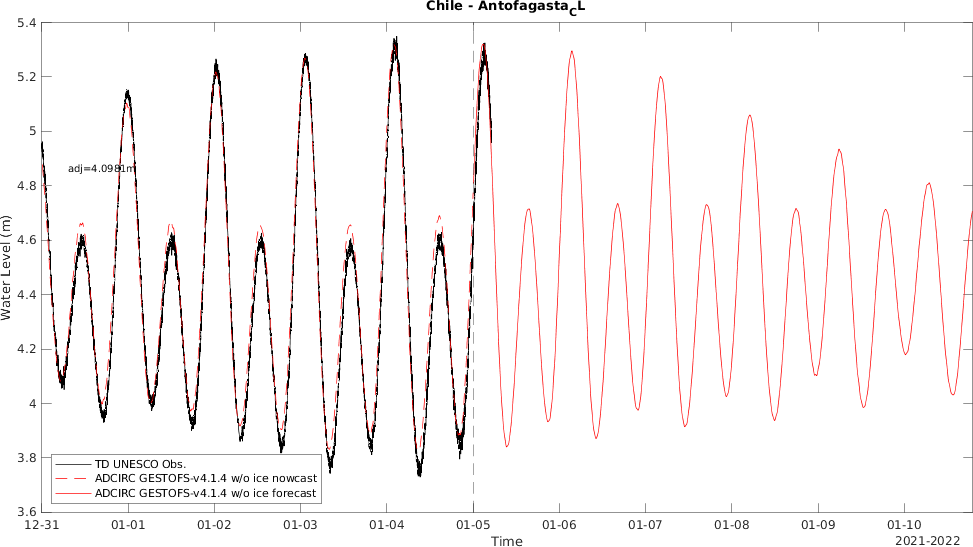 Chile - Antofagasta_CL
5.4
5.2
5
4.8
4.6
4.4
4.2
4
3.8
3.6
Water Level (m)
adj=4.0981m
TD UNESCO Obs.
ADCIRC GESTOFS-v4.1.4 w/o ice nowcast
ADCIRC GESTOFS-v4.1.4 w/o ice forecast
12-31 01-01 01-02 01-03 01-04 01-05 01-06 01-07 01-08 01-09 01-10
Time
2021-2022